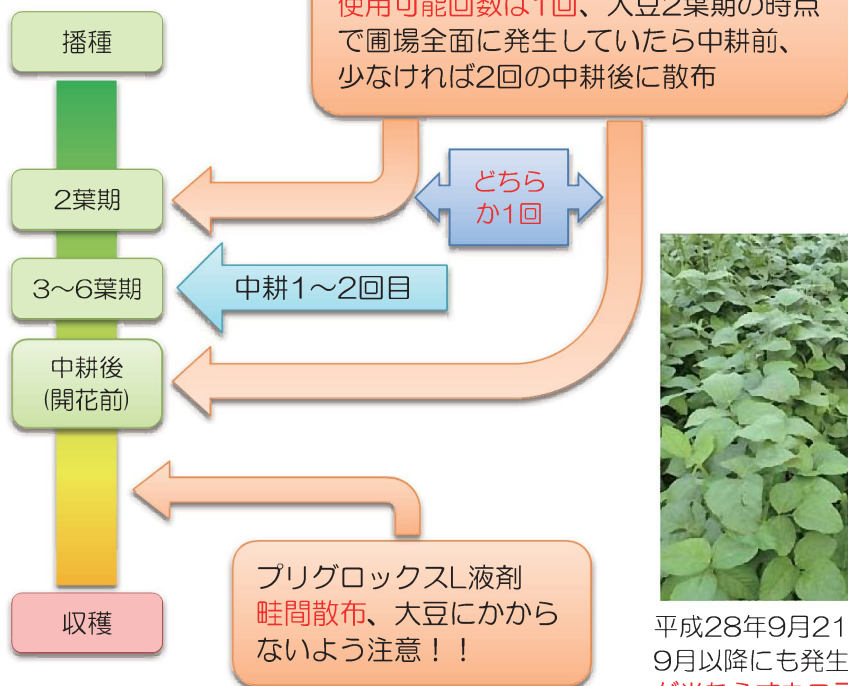 使用可能回数は1回、大豆2葉期の時点
で圃場全面に発生していたら中耕前、
少なければ2回の中耕後に散布
播種
2葉期
どちら
か1回
3〜6葉期
中耕1〜2回目
中耕後
(開花前)
プリグロックスL液剤
畦間散布、大豆にかから
ないよう注意！！
収穫
平成28年9月21
9月以降にも発生